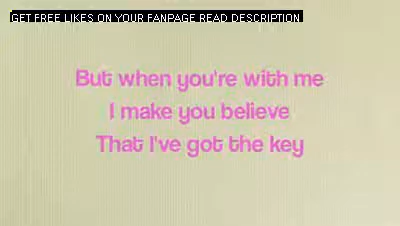 GET FREE LIKES ON YOUR FANPAGE READ DESCRIPTION
But when you're with me
I make you believe
That I've got the key